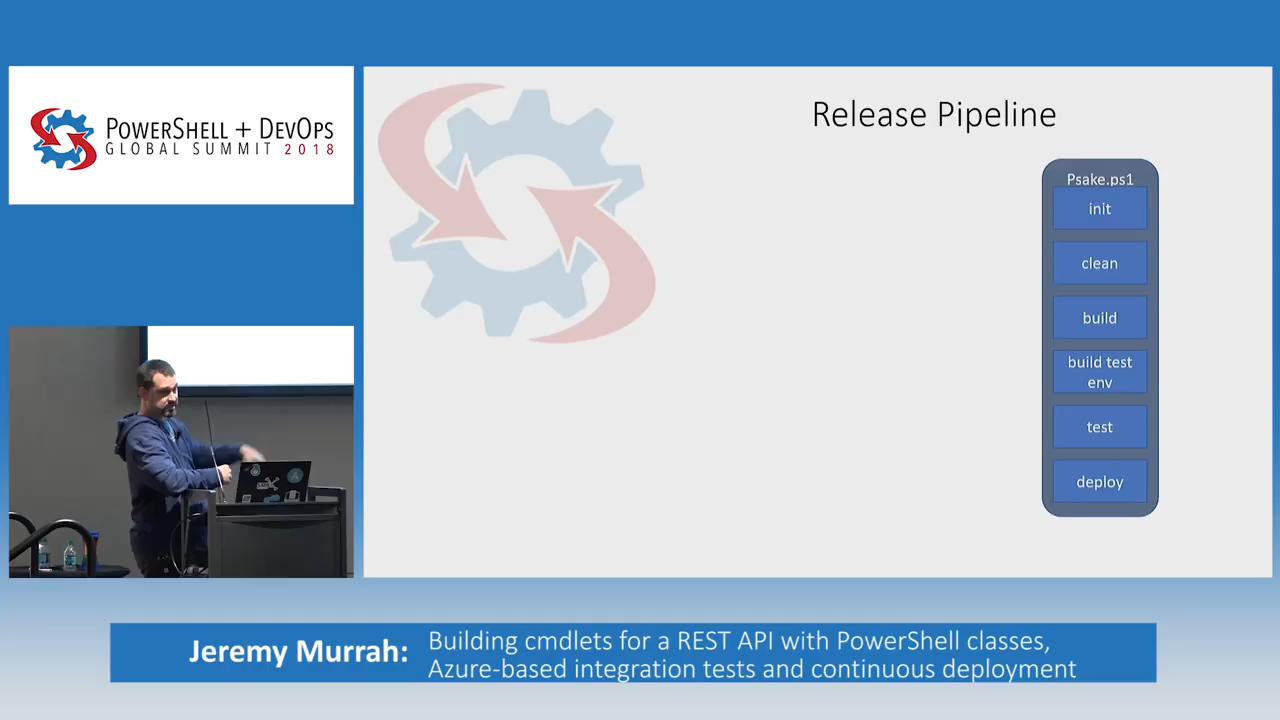 POWERSHELL + DEVOPS
GLOBAL SUMMIT 2018
Release Pipeline
Psake.ps1
init
clean
build
build test
env
test
deploy
Jeremy Murrah:
Building cmdlets for a REST API with PowerShell classes,
Azure-based integration tests and continuous deployment